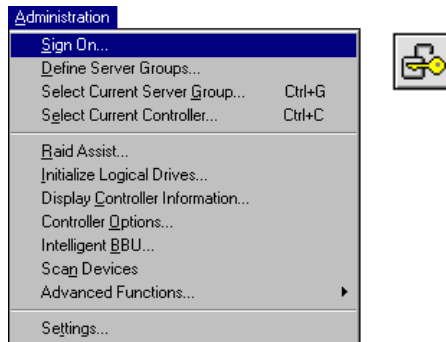 Administration
Sign On...
Define Server Groups...
Select Current Server Group... Ctrl+G
Select Current Controller... Ctrl+C
Raid Assist...
Initialize Logical Drives...
Display Controller Information...
Controller Options...
Intelligent BBU...
Scan Devices
Advanced Functions...
Settings...